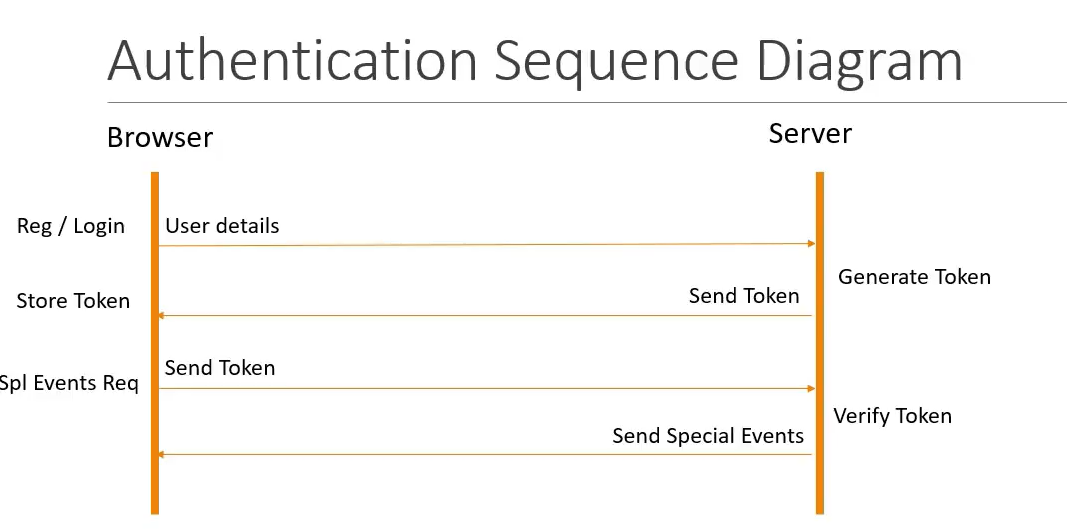 Authentication Sequence Diagram
Browser
Server
Reg / Login
User details
Generate Token
Send Token
Store Token
Send Token
Spl Events Req
Verify Token
Send Special Events